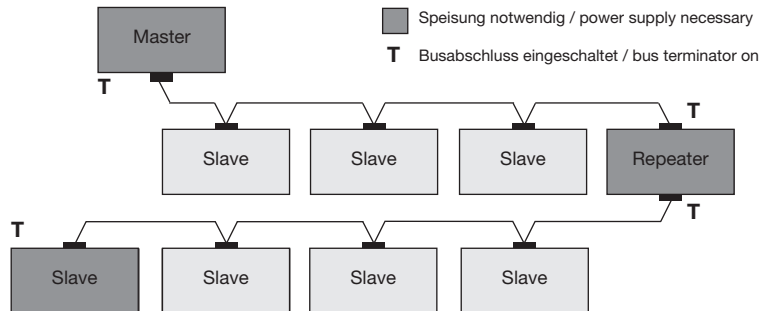 Master
Speisung notwendig / power supply necessary
T Busabschluss eingeschaltet / bus terminator on
T
T
Slave Slave Slave Repeater
T
T
Slave Slave Slave Slave